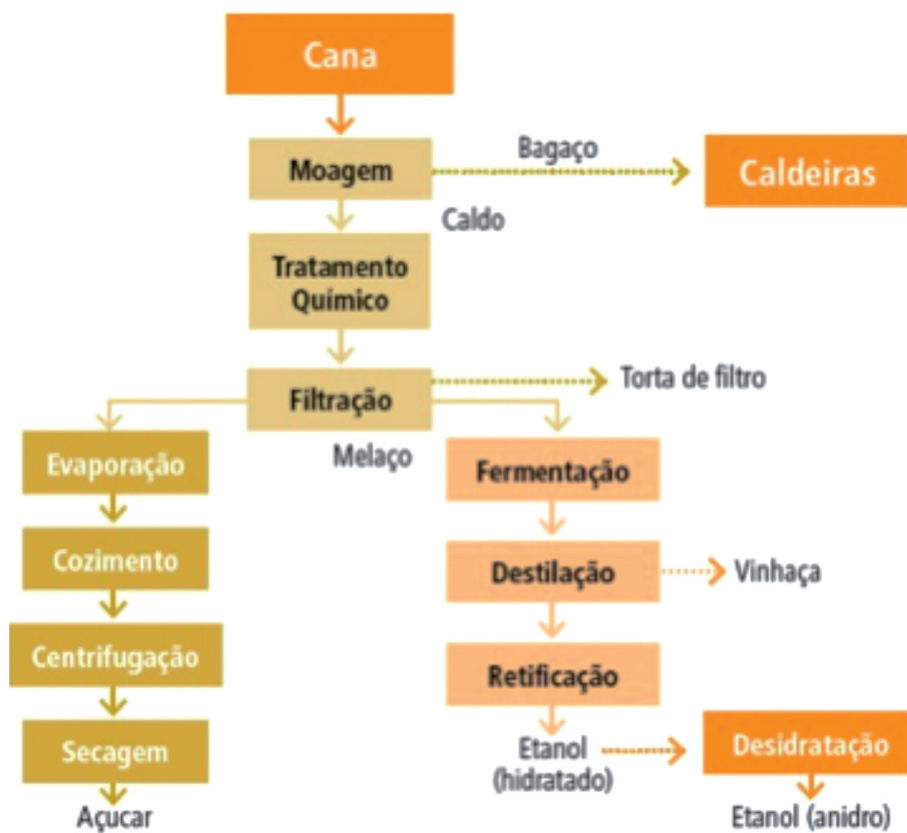 Cana
Bagaço
Moagem
Caldeiras
Caldo
Tratamento
Químico
Torta de filtro
Filtração
Melaço
Evaporação
Fermentação
Cozimento
Destilação
Vinhaça
Centrifugação
Retificação
Secagem
Etanol
(hidratado)
Desidratação
Açucar
Etanol (anidro)